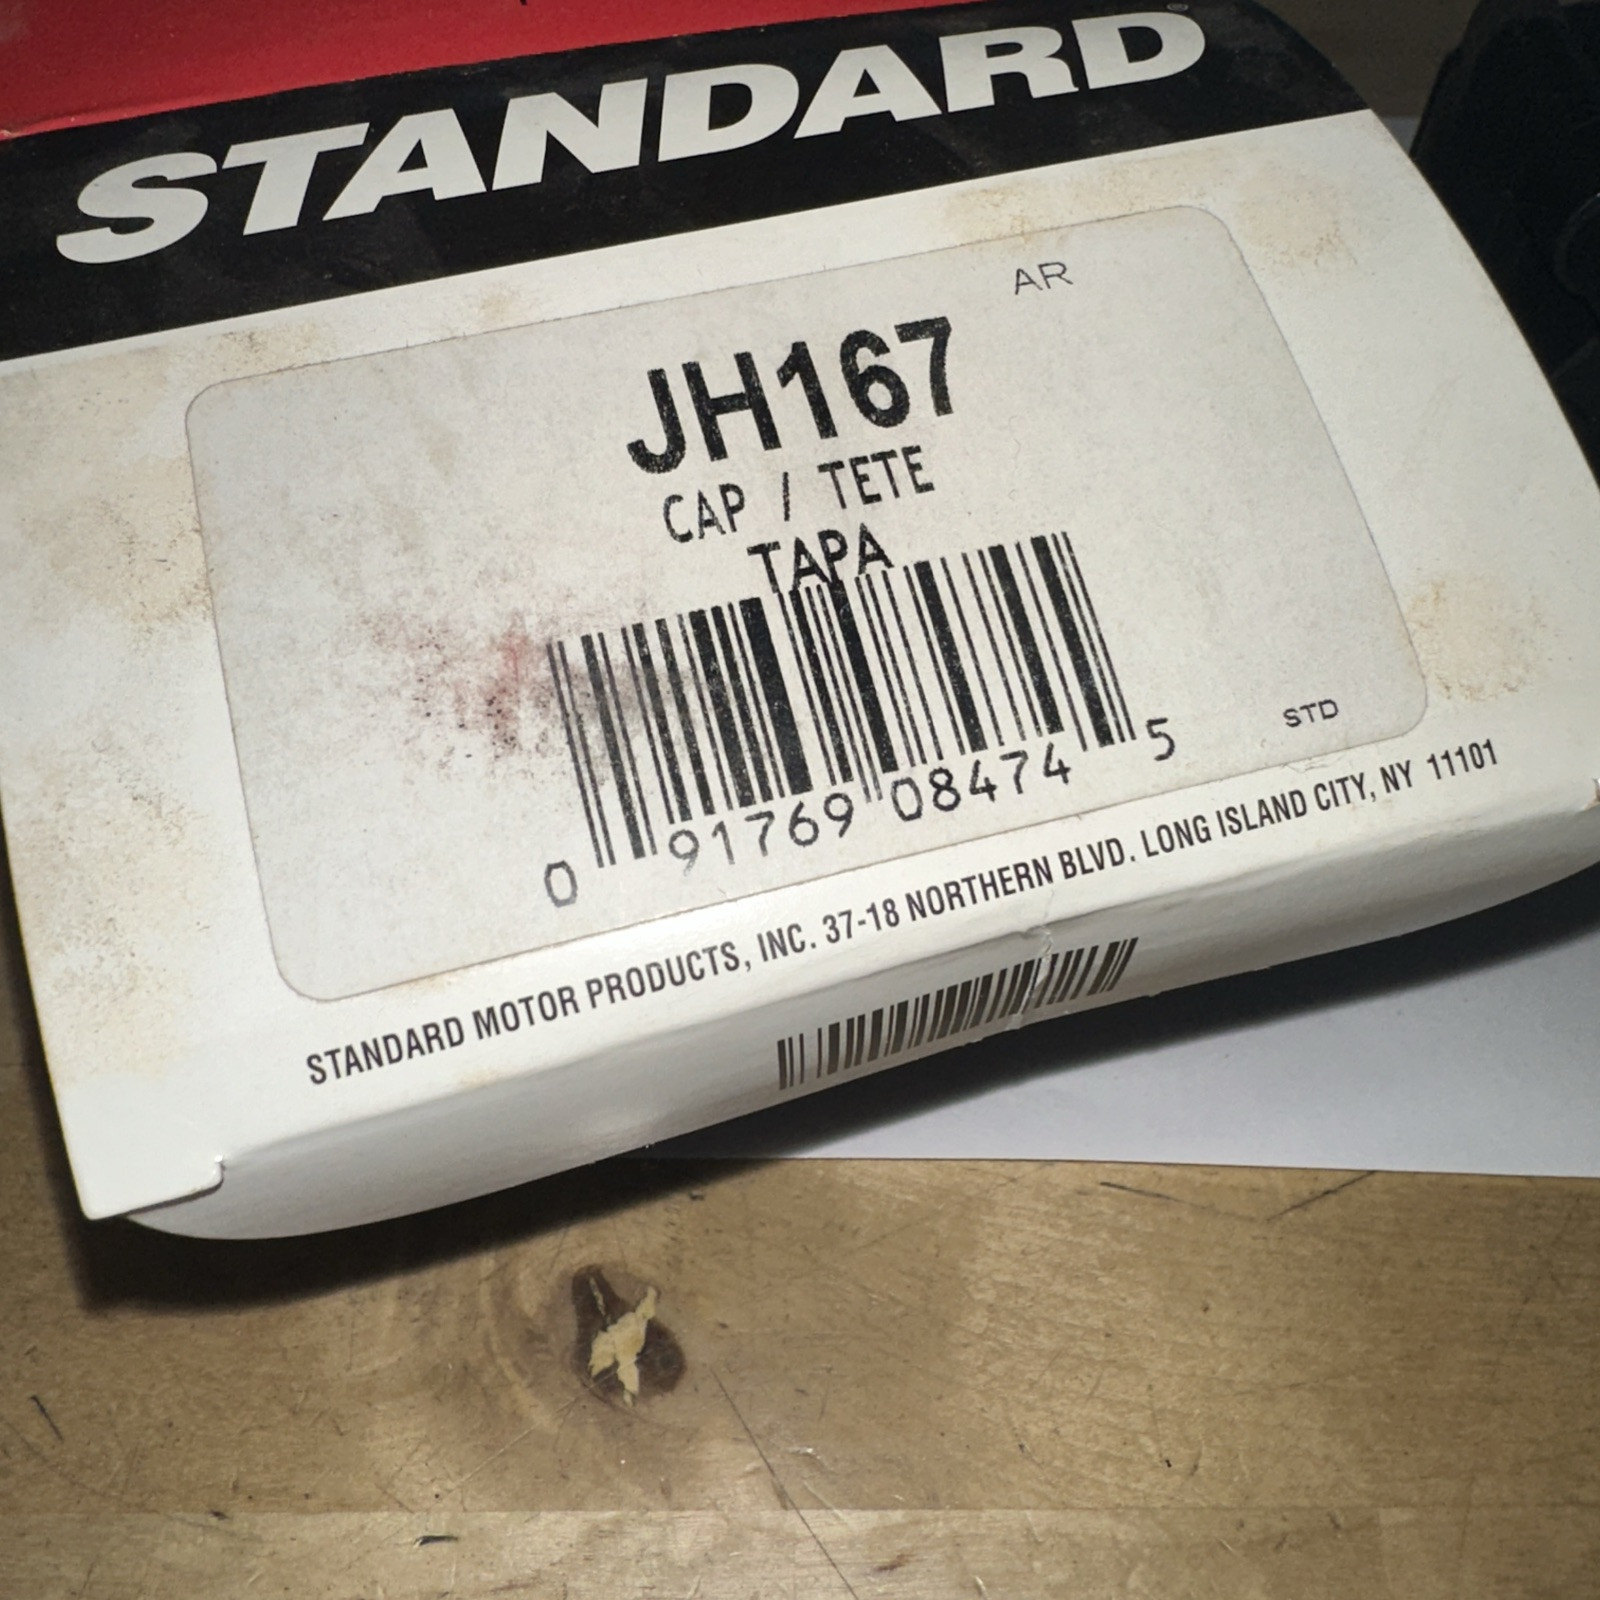 STANDARD®
AR
JH167
CAP / TETE
TAPA
0 91769 08474 5
STD
STANDARD MOTOR PRODUCTS, INC. 37-18 NORTHERN BLVD. LONG ISLAND CITY, NY 11101